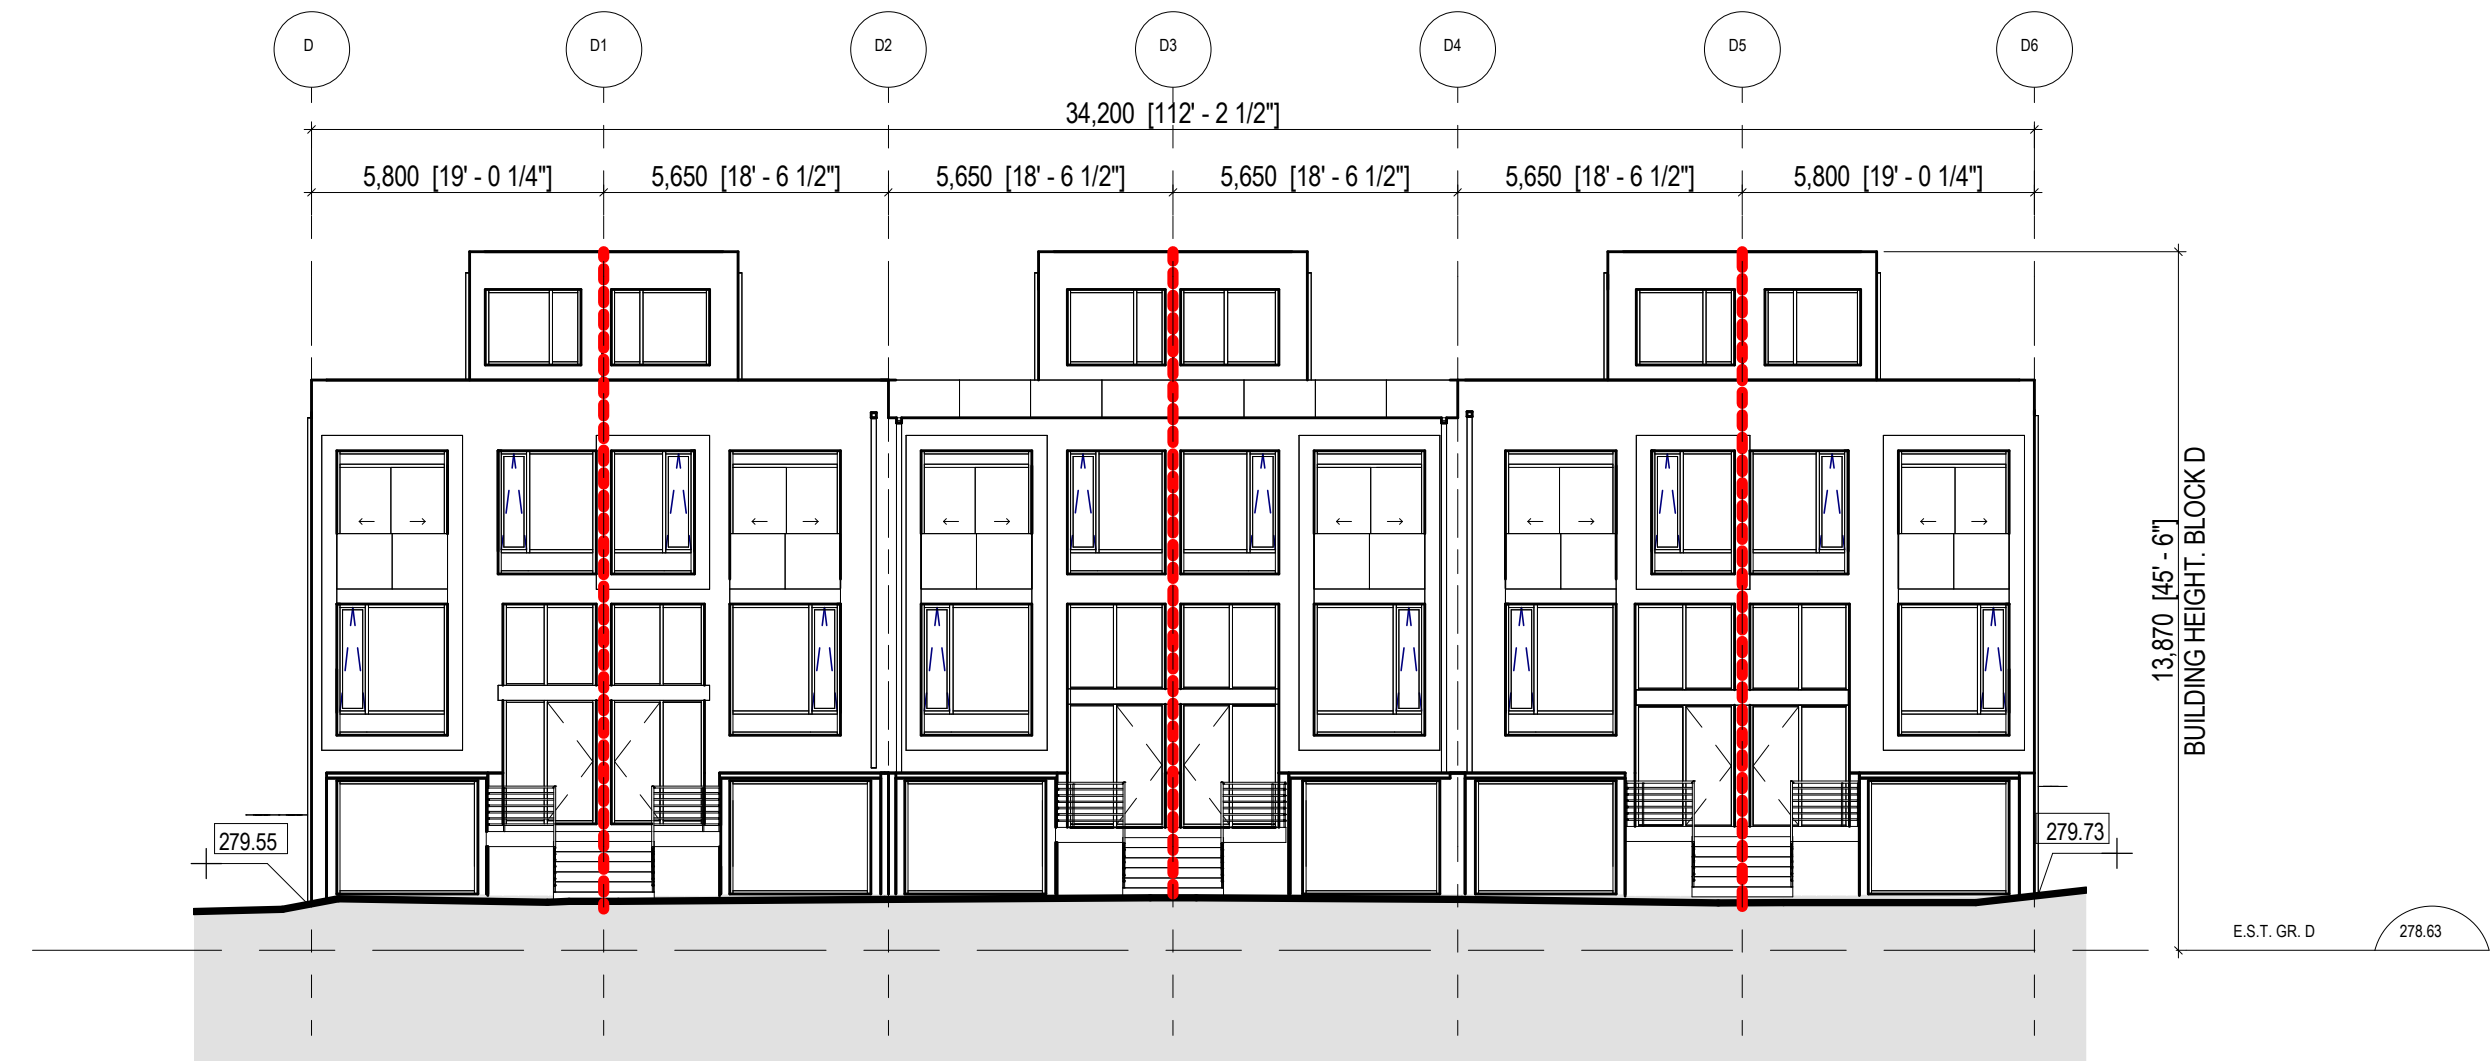 D
D1
D2
D3
D4
D5
D6
34,200 [112' - 2 1/2"]
5,800 [19' - 0 1/4"]
5,650 [18' - 6 1/2"]
5,650 [18' - 6 1/2"]
5,650 [18' - 6 1/2"]
5,650 [18' - 6 1/2"]
5,800 [19' - 0 1/4"]
13,870 [45' - 6"]
BUILDING HEIGHT. BLOCK D
279.55
279.73
E.S.T. GR. D
278.63